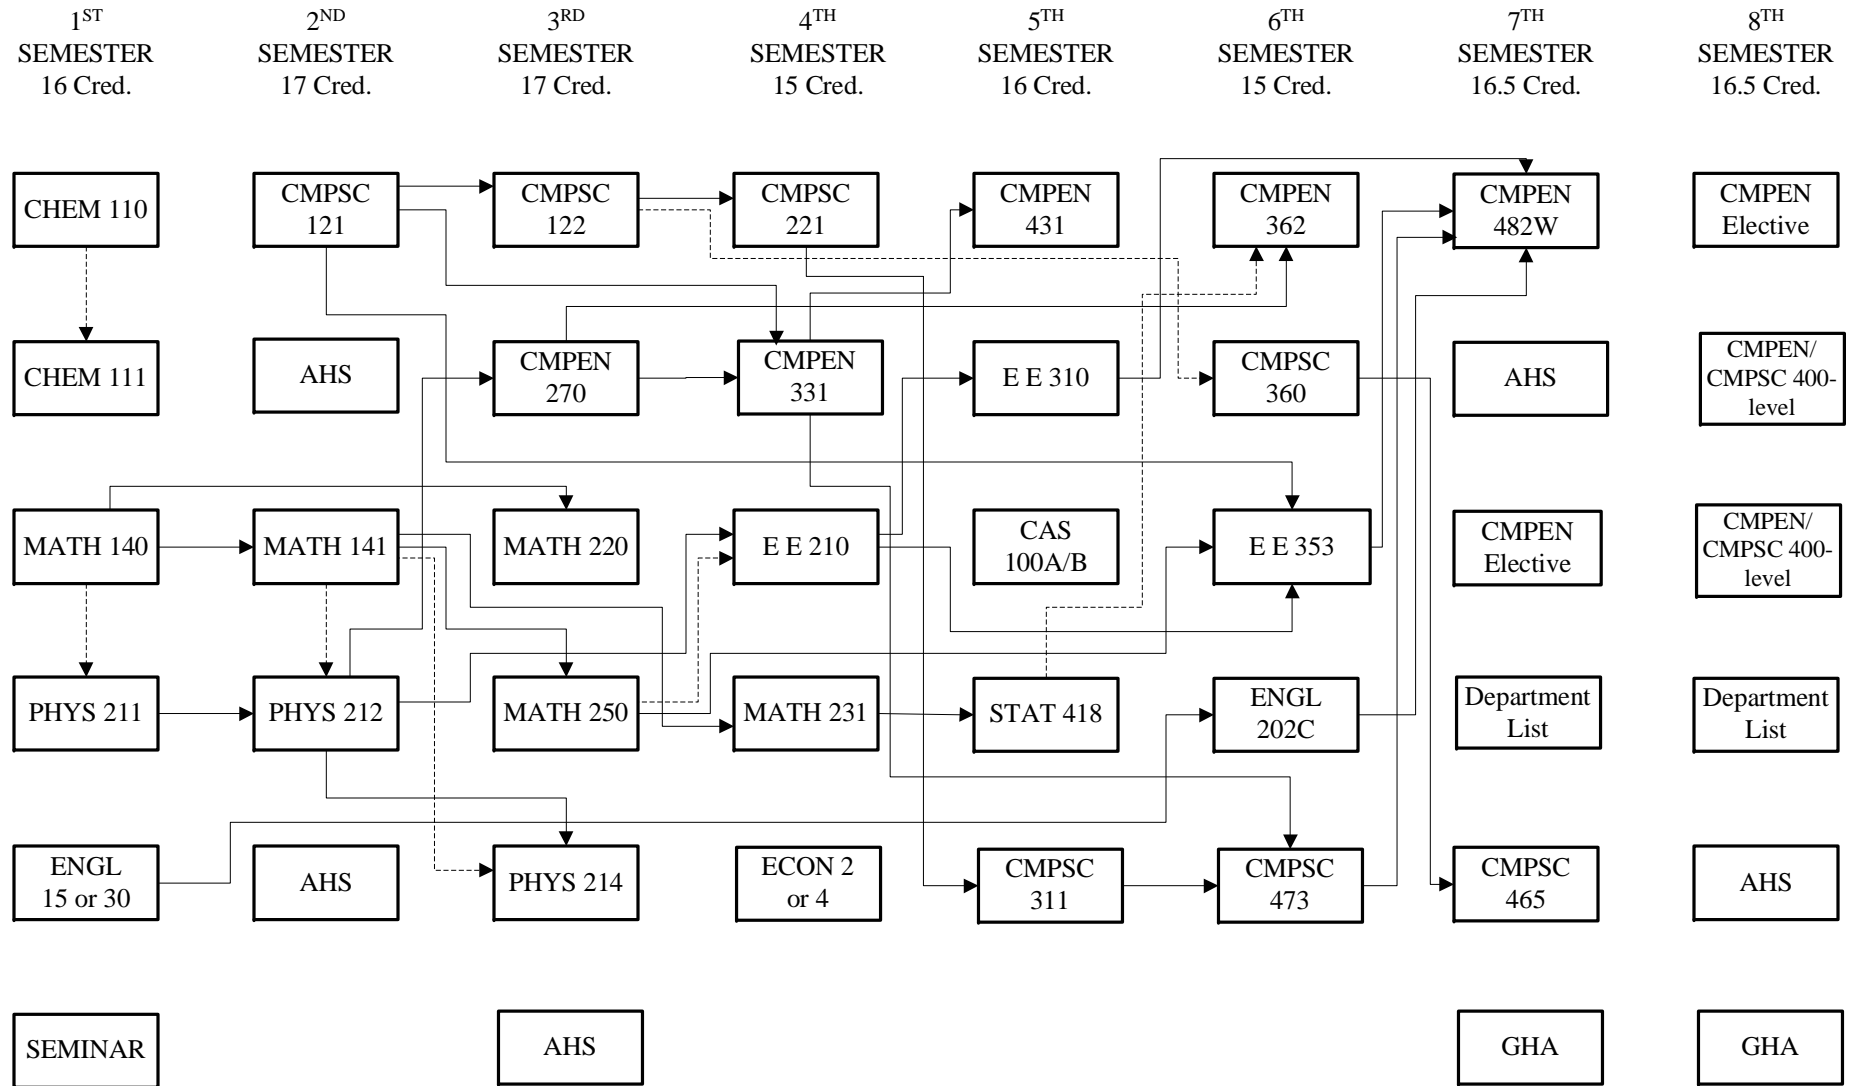 1ST
SEMESTER
16 Cred.
2ND
SEMESTER
17 Cred.
3RD
SEMESTER
17 Cred.
4TH
SEMESTER
15 Cred.
5TH
SEMESTER
16 Cred.
6TH
SEMESTER
15 Cred.
7TH
SEMESTER
16.5 Cred.
8TH
SEMESTER
16.5 Cred.
CHEM 110
CMPSC
121
CMPSC
122
CMPSC
221
CMPEN
431
CMPEN
362
CMPEN
482W
CMPEN
Elective
CHEM 111
AHS
CMPEN
270
CMPEN
331
E E 310
CMPSC
360
AHS
CMPEN/
CMPSC 400-
level
MATH 140
MATH 141
MATH 220
E E 210
CAS
100A/B
E E 353
CMPEN
Elective
CMPEN/
CMPSC 400-
level
PHYS 211
PHYS 212
MATH 250
MATH 231
STAT 418
ENGL
202C
Department
List
Department
List
ENGL
15 or 30
AHS
PHYS 214
ECON 2
or 4
CMPSC
311
CMPSC
473
CMPSC
465
AHS
SEMINAR
AHS
GHA
GHA